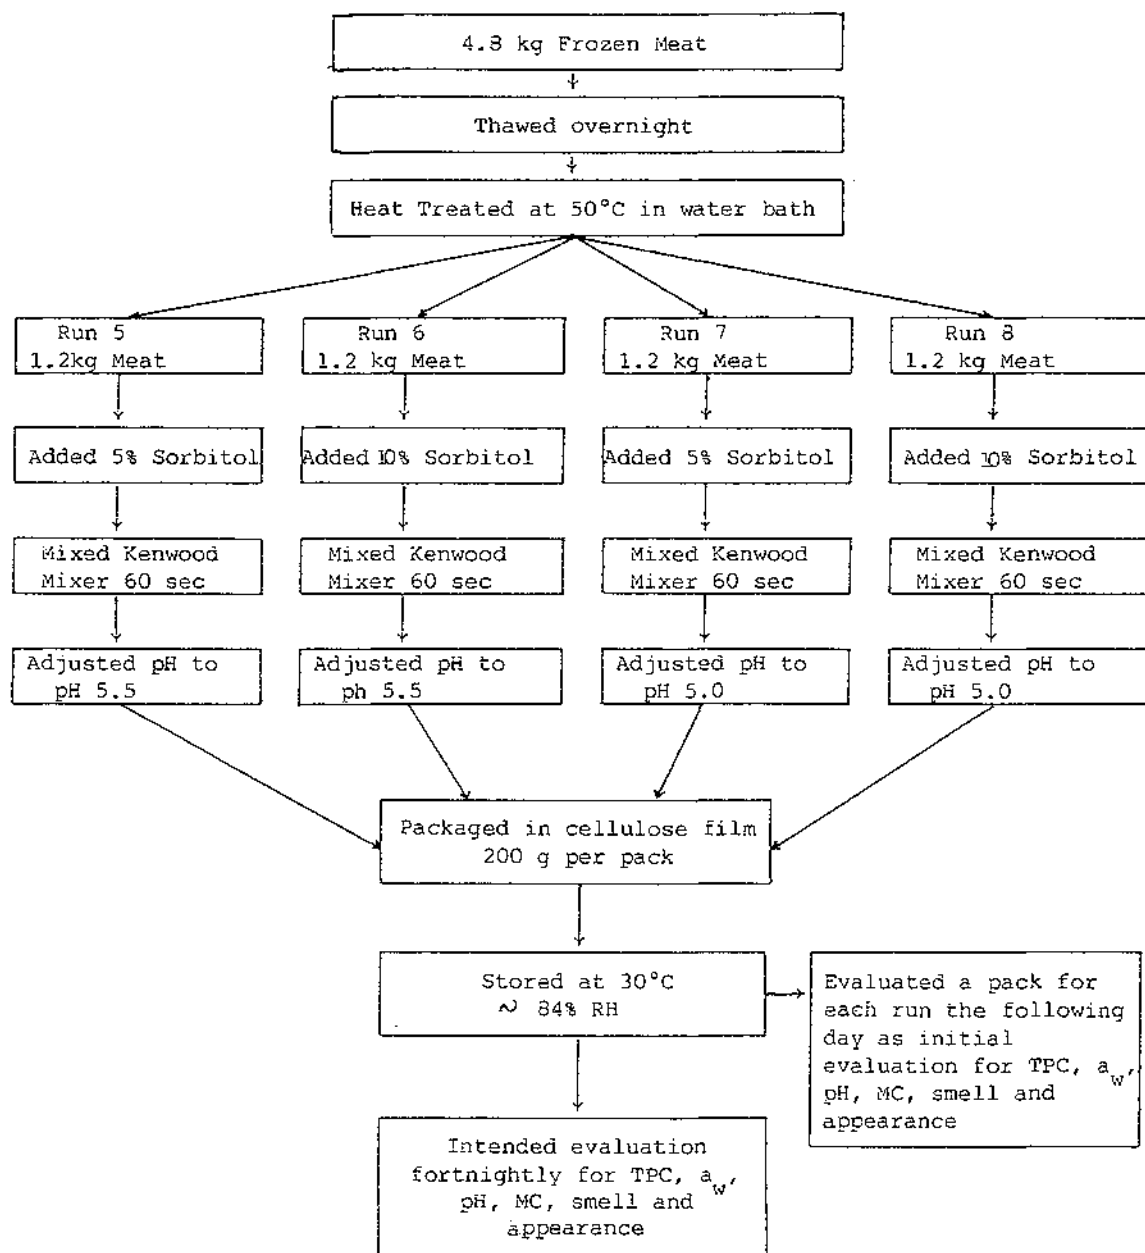 4.8 kg Frozen Meat
Thawed overnight
Heat Treated at 50°C in water bath
Run 5
1.2kg Meat
Run 6
1.2 kg Meat
Run 7
1.2 kg Meat
Run 8
1.2 kg Meat
Added 5% Sorbitol
Added 10% Sorbitol
Added 5% Sorbitol
Added 10% Sorbitol
Mixed Kenwood
Mixer 60 sec
Mixed Kenwood
Mixer 60 sec
Mixed Kenwood
Mixer 60 sec
Mixed Kenwood
Mixer 60 sec
Adjusted pH to
pH 5.5
Adjusted pH to
ph 5.5
Adjusted pH to
pH 5.0
Adjusted pH to
pH 5.0
Packaged in cellulose film
200 g per pack
Stored at 30°C
~ 84% RH
Evaluated a pack for
each run the following
day as initial
evaluation for TPC, a_w,
pH, MC, smell and
appearance
Intended evaluation
fortnightly for TPC, a_w,
pH, MC, smell and
appearance